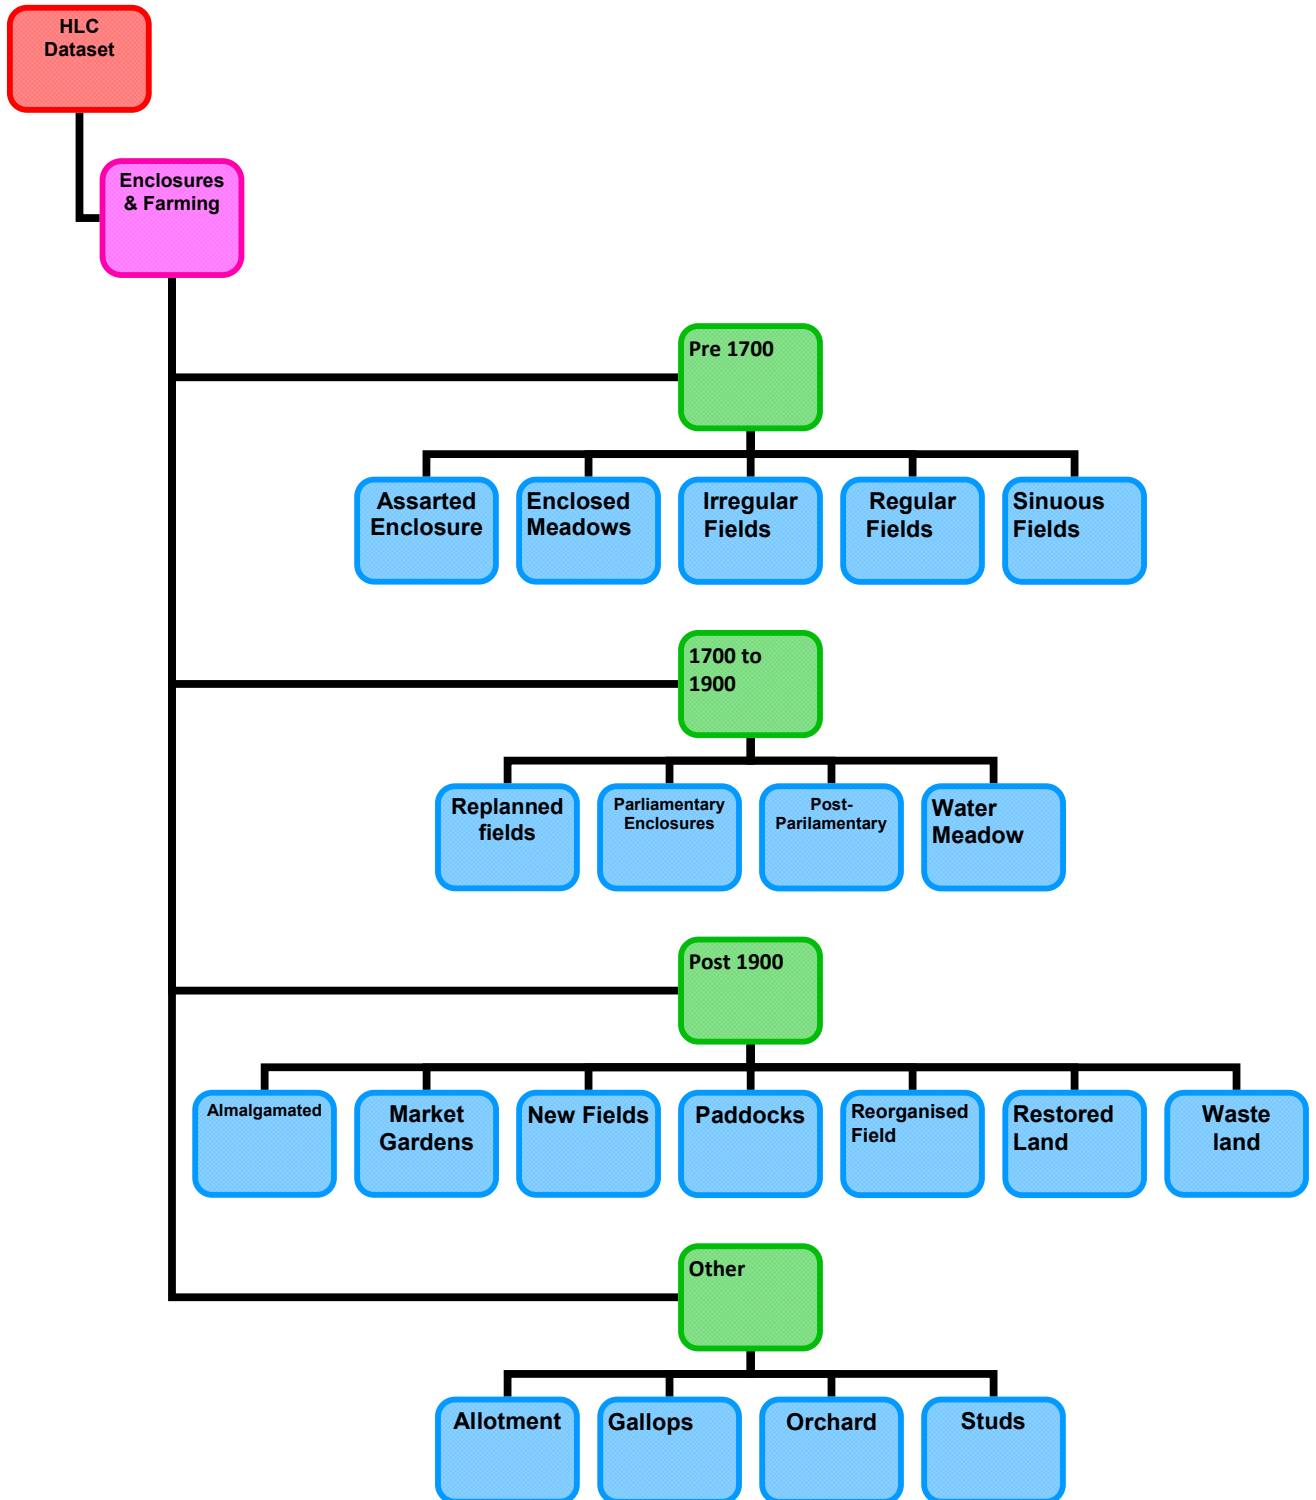 HLC
Dataset
Enclosures
& Farming
Pre 1700
Assarted
Enclosure
Enclosed
Meadows
Irregular
Fields
Regular
Fields
Sinuous
Fields
1700 to
1900
Replanned
fields
Parliamentary
Enclosures
Post-
Parilamentary
Water
Meadow
Post 1900
Almalgamated
Market
Gardens
New Fields
Paddocks
Reorganised
Field
Restored
Land
Waste
land
Other
Allotment
Gallops
Orchard
Studs